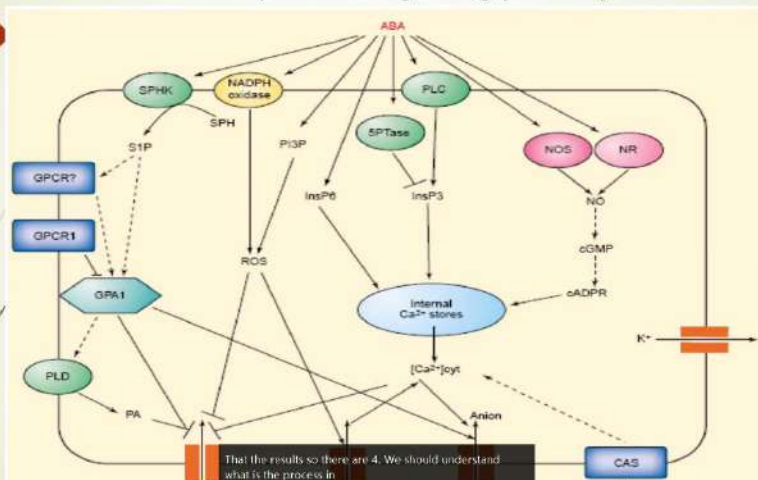 ABA
SPHK
NADPH
oxidase
PLC
SPH
5PTase
S1P
PI3P
NOS
NR
GPCR?
InsP6
InsP3
NO
GPCR1
cGMP
ROS
GPA1
cADPR
Internal
Ca²⁺ stores
K⁺
[Ca²⁺]cyt
PLD
PA
Anion
CAS
That the results so there are 4. We should understand
what is the process in